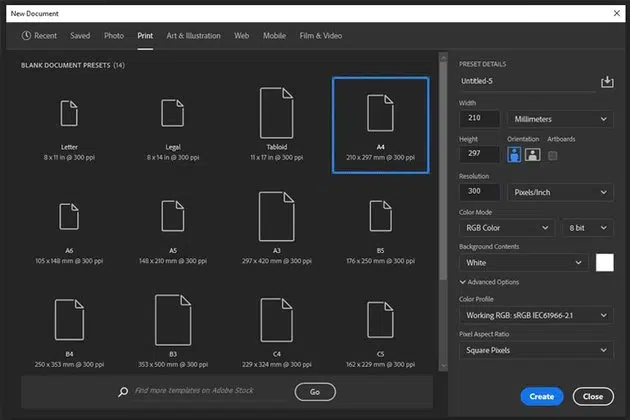 New Document
Recent Saved Photo Print Art & Illustration Web Mobile Film & Video
BLANK DOCUMENT PRESETS (14)
Letter
8 x 11 in @ 300 ppi
Legal
8 x 14 in @ 300 ppi
Tabloid
11 x 17 in @ 300 ppi
A4
210 x 297 mm @ 300 ppi
A6
105 x 148 mm @ 300 ppi
A5
148 x 210 mm @ 300 ppi
A3
297 x 420 mm @ 300 ppi
B5
176 x 250 mm @ 300 ppi
B4
250 x 353 mm @ 300 ppi
B3
353 x 500 mm @ 300 ppi
C4
229 x 324 mm @ 300 ppi
C5
162 x 229 mm @ 300 ppi
Find more templates on Adobe Stock
Go
PRESET DETAILS
Untitled-5
Width
210 Millimeters
Height Orientation Artboards
297
Resolution
300 Pixels/Inch
Color Mode
RGB Color 8 bit
Background Contents
White
Advanced Options
Color Profile
Working RGB: sRGB IEC61966-2.1
Pixel Aspect Ratio
Square Pixels
Create Close